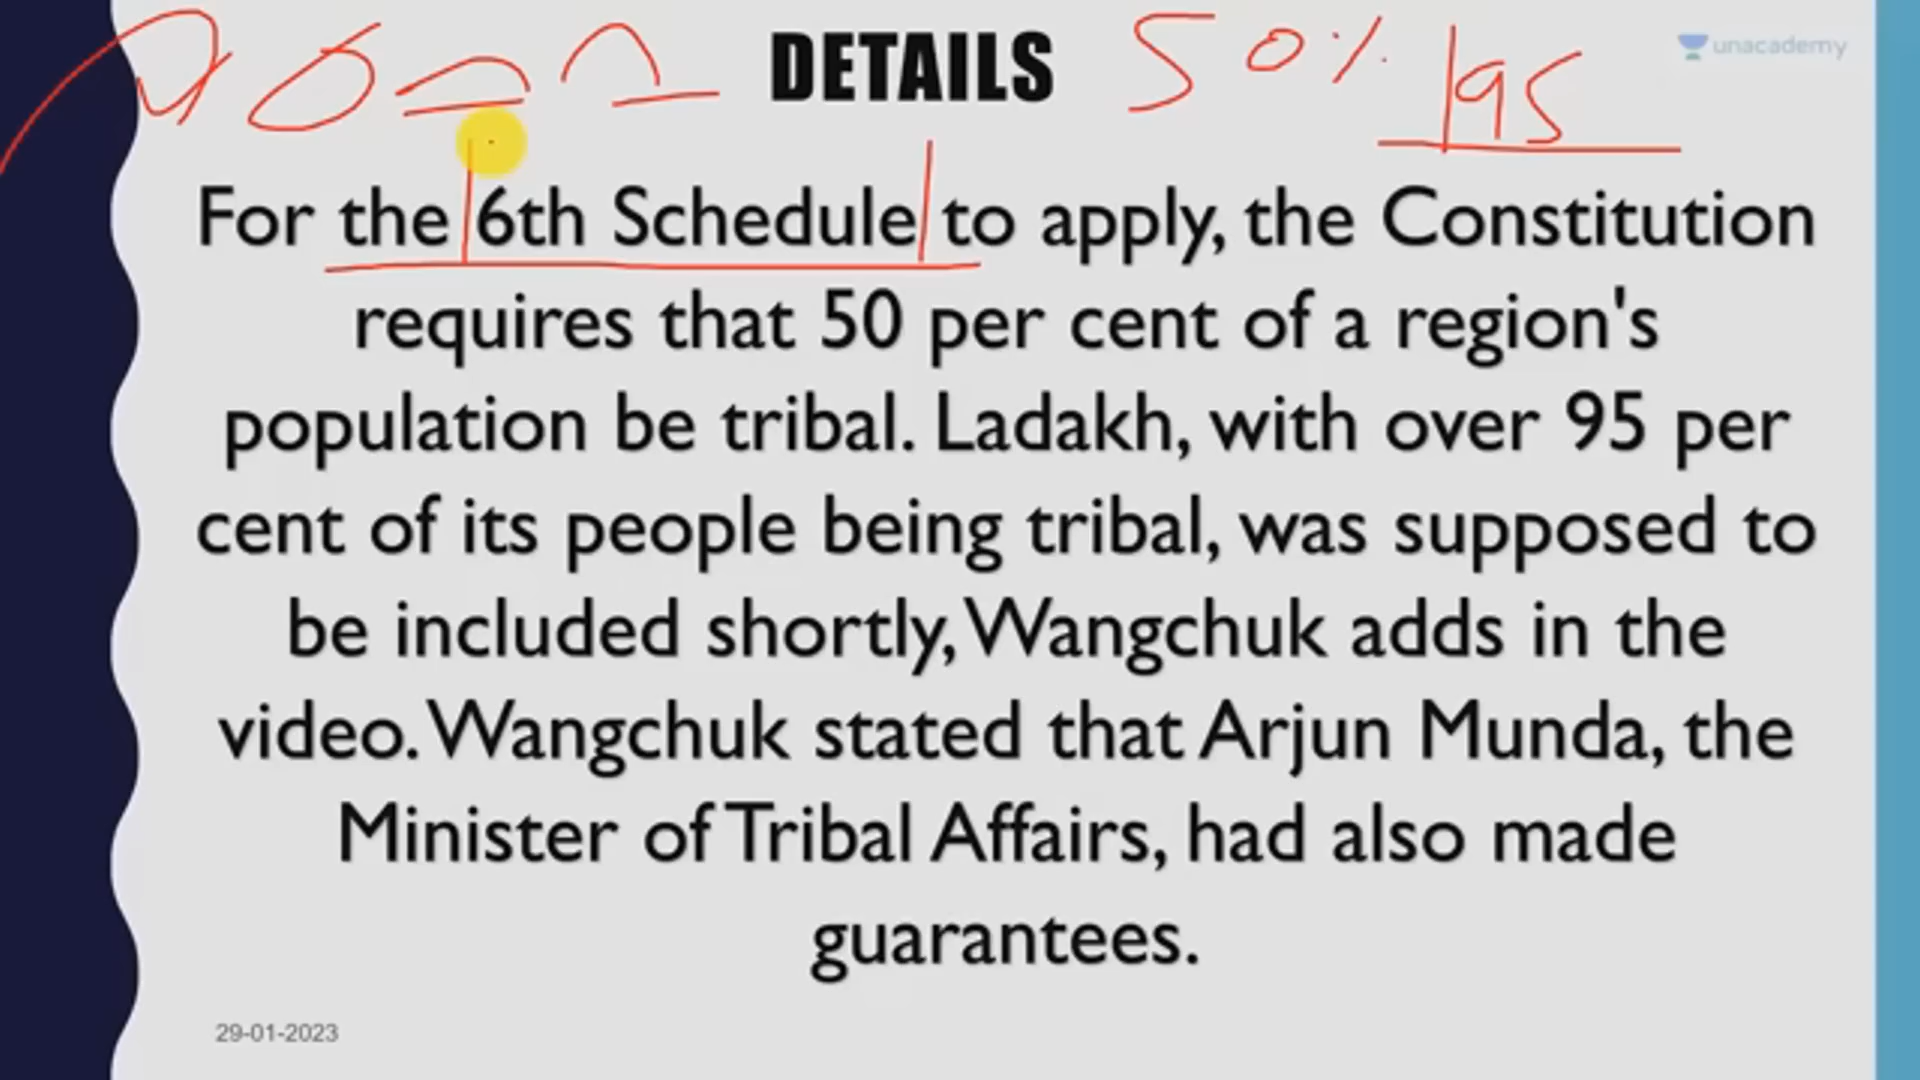 DETAILS
50%
95
unacademy
For the 6th Schedule to apply, the Constitution
requires that 50 per cent of a region's
population be tribal. Ladakh, with over 95 per
cent of its people being tribal, was supposed to
be included shortly, Wangchuk adds in the
video. Wangchuk stated that Arjun Munda, the
Minister of Tribal Affairs, had also made
guarantees.
29-01-2023